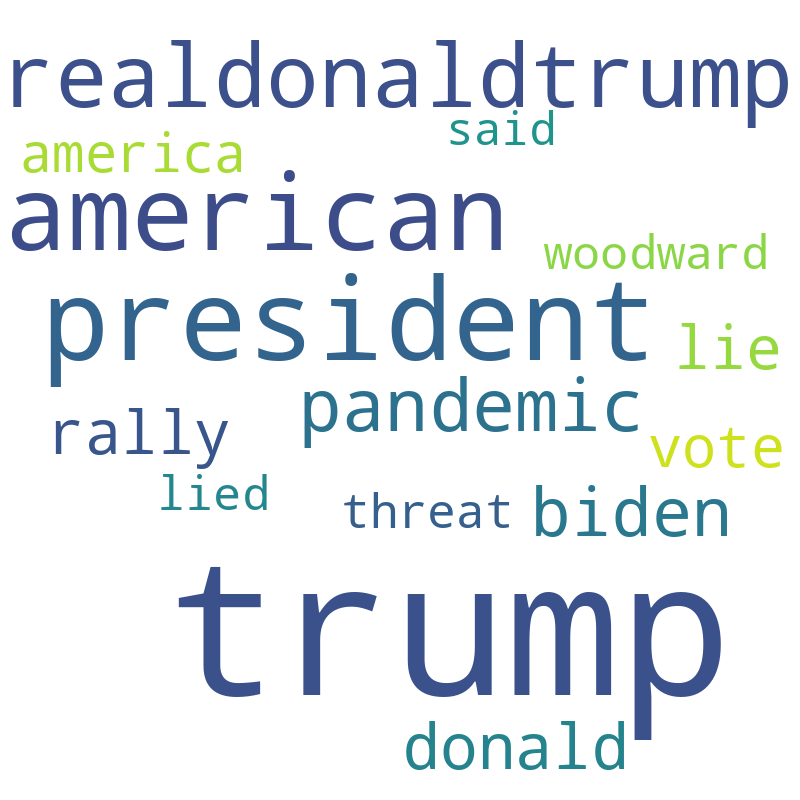 realdonaldtrump
said
america
american
woodward
president
lie
pandemic
rally
vote
lied
threat
biden
trump
donald